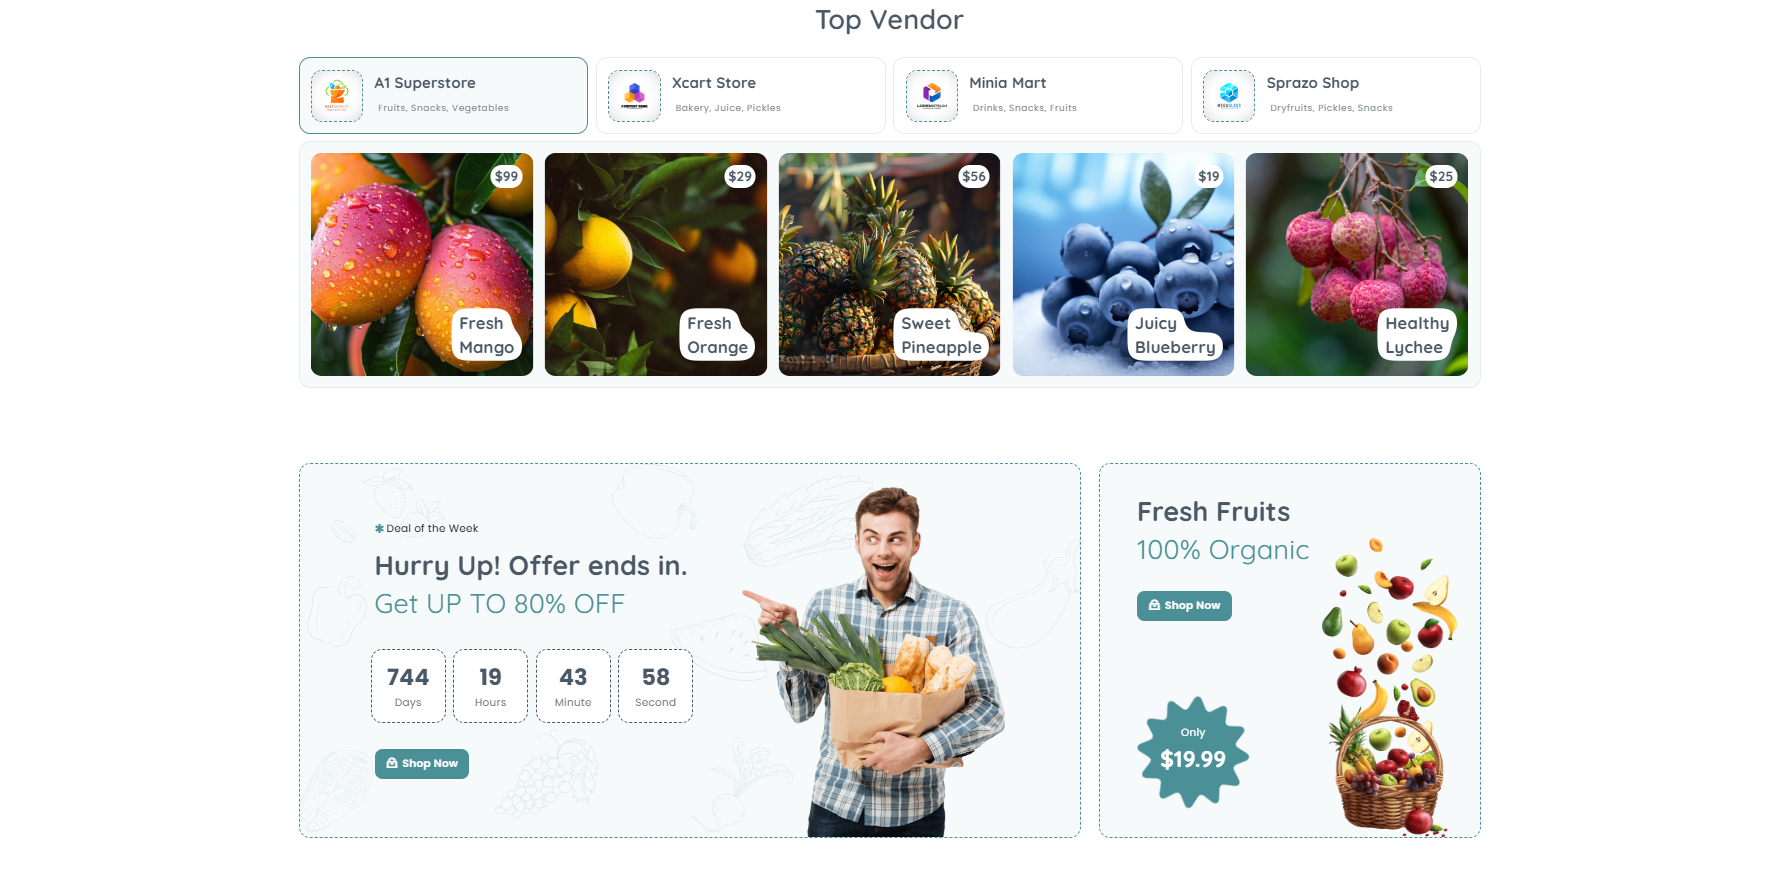 Top Vendor
A1 Superstore
Fruits, Snacks, Vegetables
Xcart Store
Bakery, Juice, Pickles
Minia Mart
Drinks, Snacks, Fruits
Sprazo Shop
Dryfruits, Pickles, Snacks
$99
Fresh
Mango
$29
Fresh
Orange
$56
Sweet
Pineapple
$19
Juicy
Blueberry
$25
Healthy
Lychee
Deal of the Week
Hurry Up! Offer ends in.
Get UP TO 80% OFF
744
Days
19
Hours
43
Minute
58
Second
Shop Now
Fresh Fruits
100% Organic
Shop Now
Only
$19.99